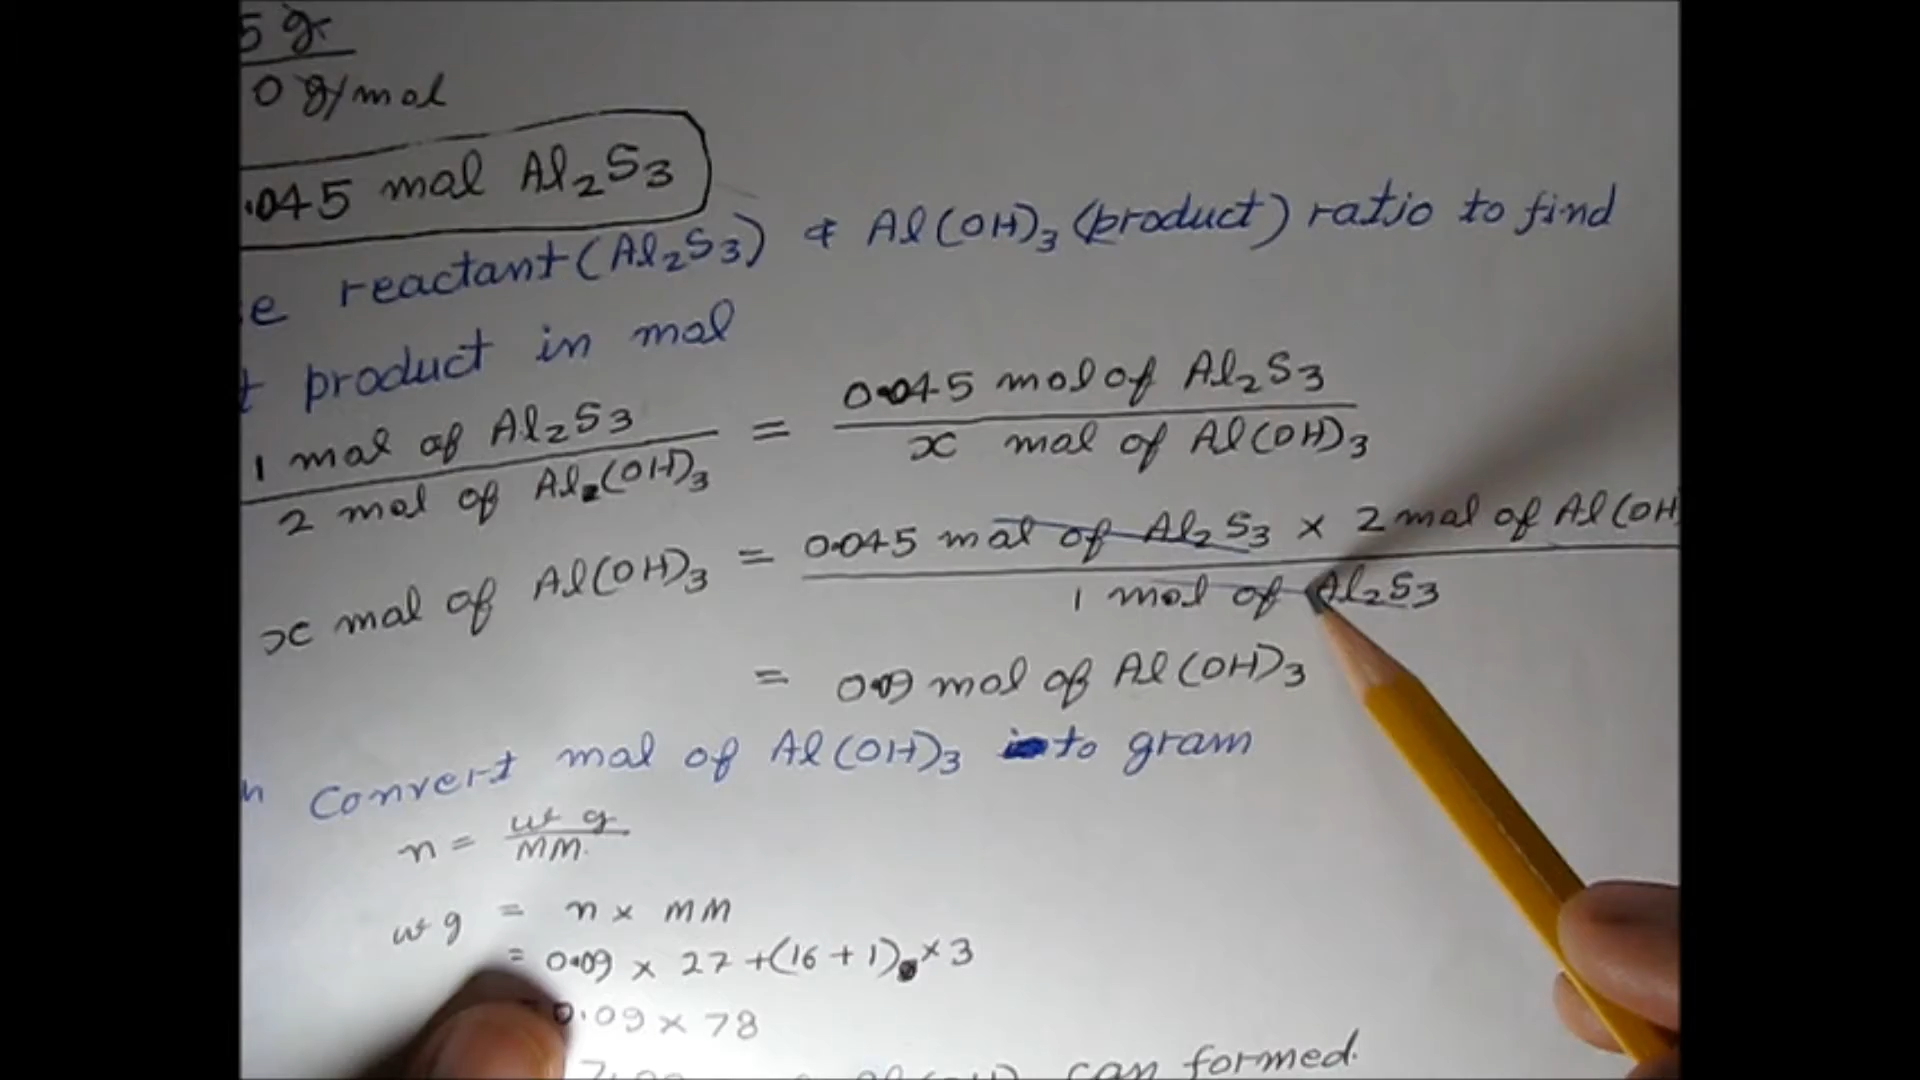 5 g
0 g/mol
.045 mol Al₂S₃
e reactant (Al₂S₃) & Al(OH)₃ (product) ratio to find
t product in mol
1 mol of Al₂S₃ / 2 mol of Al(OH)₃ = 0.045 mol of Al₂S₃ / x mol of Al(OH)₃
x mol of Al(OH)₃ = 0.045 mol of Al₂S₃ × 2 mol of Al(OH / 1 mol of Al₂S₃
= 0.09 mol of Al(OH)₃
n Convert mol of Al(OH)₃ to gram
n = wt g / MM.
wt g = n × MM
= 0.09 × 27 + (16 + 1) × 3
0.09 × 78
can formed.